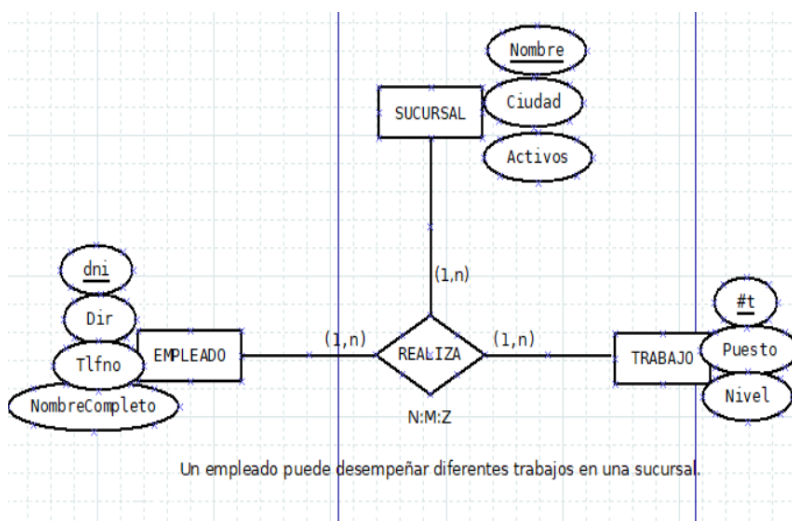 Nombre
SUCURSAL
Ciudad
Activos
(1,n)
dni
Dir
Tlfno
NombreCompleto
EMPLEADO
(1,n)
REALIZA
(1,n)
N:M:Z
TRABAJO
#t
Puesto
Nivel
Un empleado puede desempeñar diferentes trabajos en una sucursal.